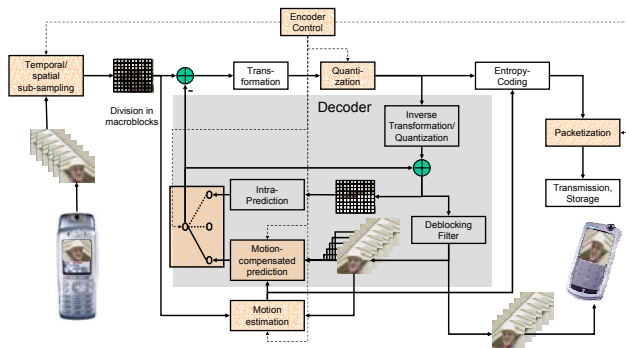 Encoder
Control
Temporal/
spatial
sub-sampling
Trans-
formation
Quanti-
zation
Entropy-
Coding
-
Division in
macroblocks
Decoder
Inverse
Transformation/
Quantization
Packetization
Intra-
Prediction
Transmission,
Storage
Deblocking
Filter
Motion-
compensated
prediction
Motion
estimation